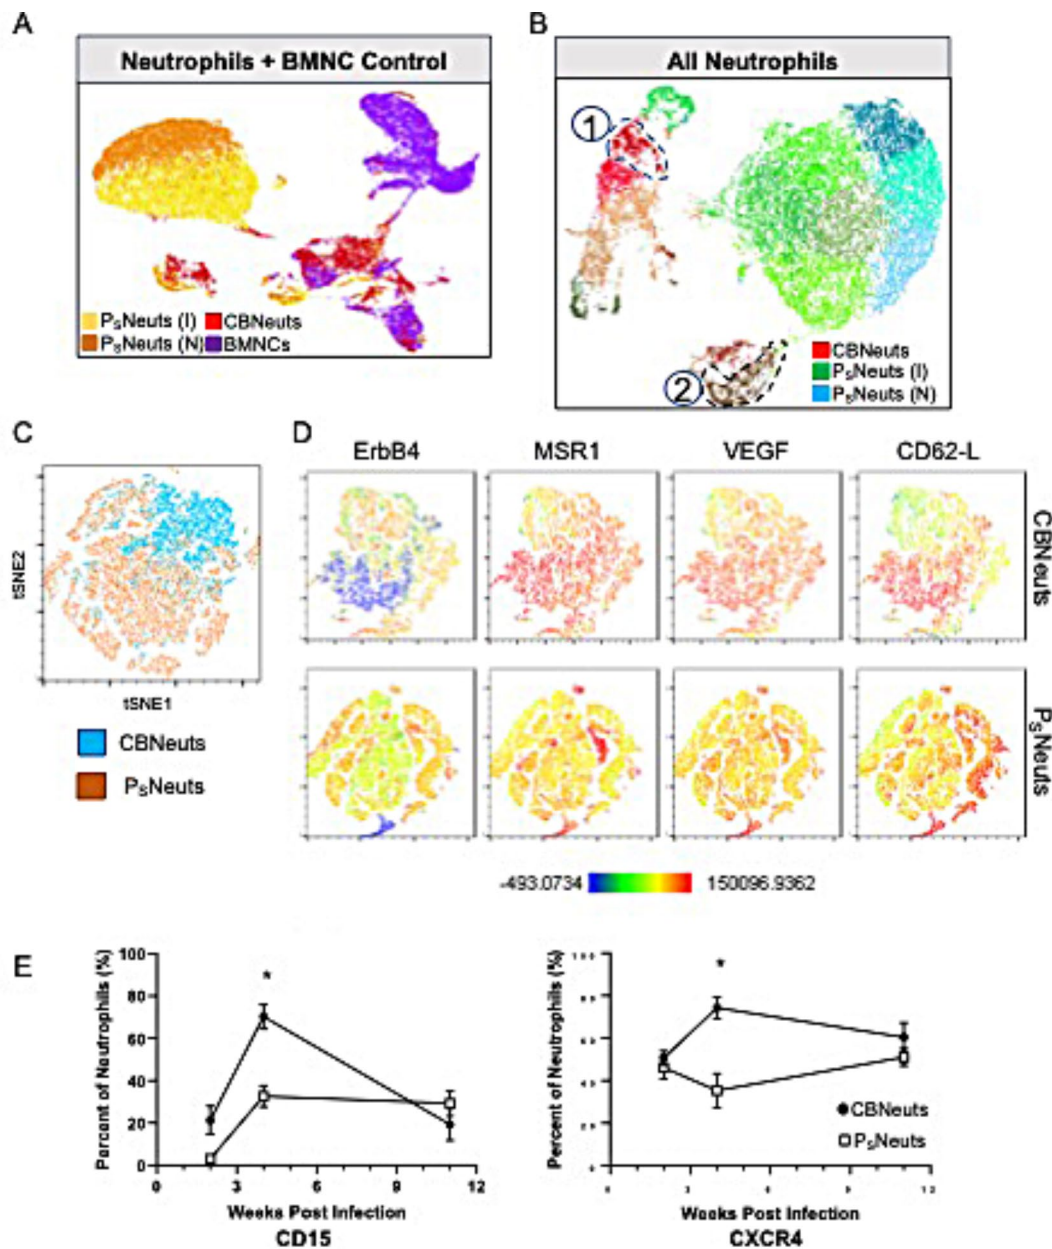 A
B
Neutrophils + BMNC Control
All Neutrophils
1
2
PSNeuts (I)
CBNeuts
PSNeuts (N)
BMNCs
CBNeuts
PSNeuts (I)
PSNeuts (N)
C
D
ErbB4
MSR1
VEGF
CD62-L
CBNeuts
PSNeuts
tSNE2
tSNE1
CBNeuts
PSNeuts
-493.0734
150096.9362
E
Percent of Neutrophils (%)
100
80
60
40
20
0
*
0 3 6 9 12
Weeks Post Infection
CD15
Percent of Neutrophils (%)
*
CBNeuts
PSNeuts
Weeks Post Infection
CXCR4